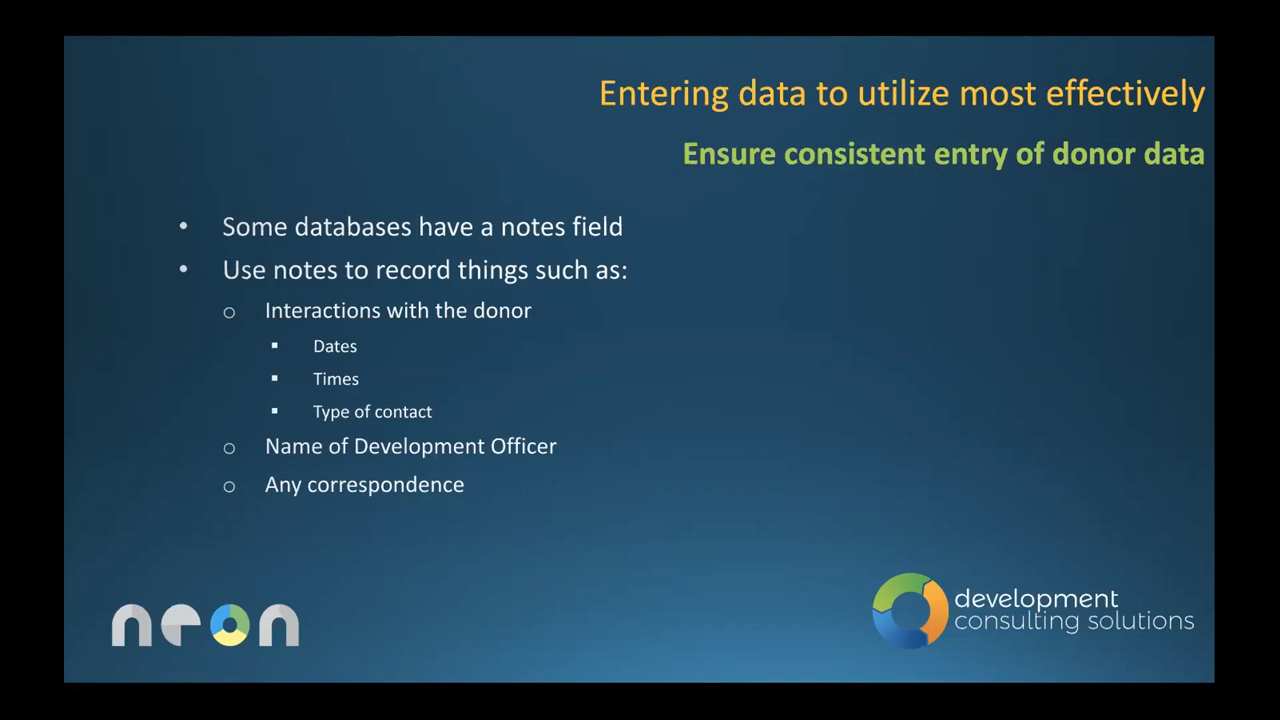 Entering data to utilize most effectively
Ensure consistent entry of donor data
• Some databases have a notes field
• Use notes to record things such as:
o Interactions with the donor
▪ Dates
▪ Times
▪ Type of contact
o Name of Development Officer
o Any correspondence
neon
development
consulting solutions